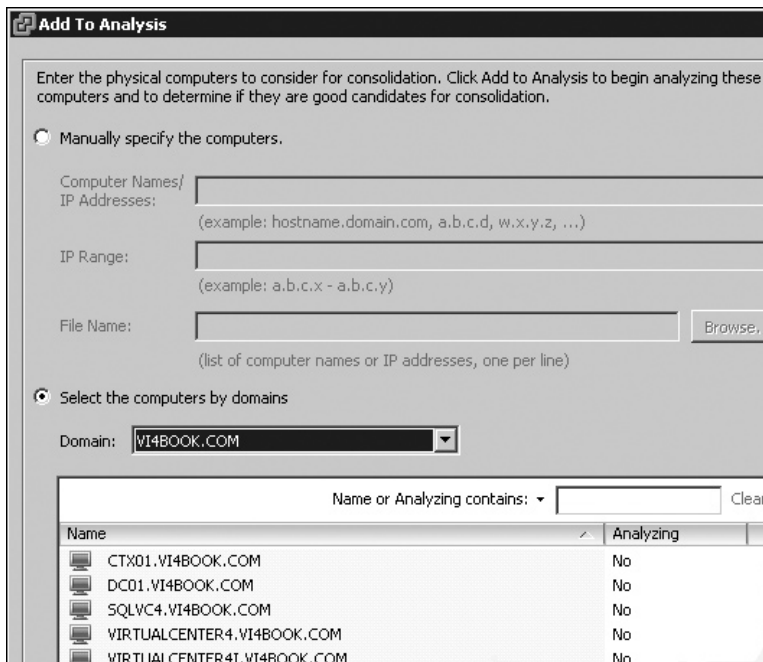 Add To Analysis
Enter the physical computers to consider for consolidation. Click Add to Analysis to begin analyzing these
computers and to determine if they are good candidates for consolidation.
Manually specify the computers.
Computer Names/
IP Addresses:
(example: hostname.domain.com, a.b.c.d, w.x.y.z, ...)
IP Range:
(example: a.b.c.x - a.b.c.y)
File Name:
Browse.
(list of computer names or IP addresses, one per line)
Select the computers by domains
Domain: VI4BOOK.COM
Name or Analyzing contains: Clear
Name Analyzing
CTX01.VI4BOOK.COM No
DC01.VI4BOOK.COM No
SQLVC4.VI4BOOK.COM No
VIRTUALCENTER4.VI4BOOK.COM No
VIRTUALCENTER4I.VI4BOOK.COM No